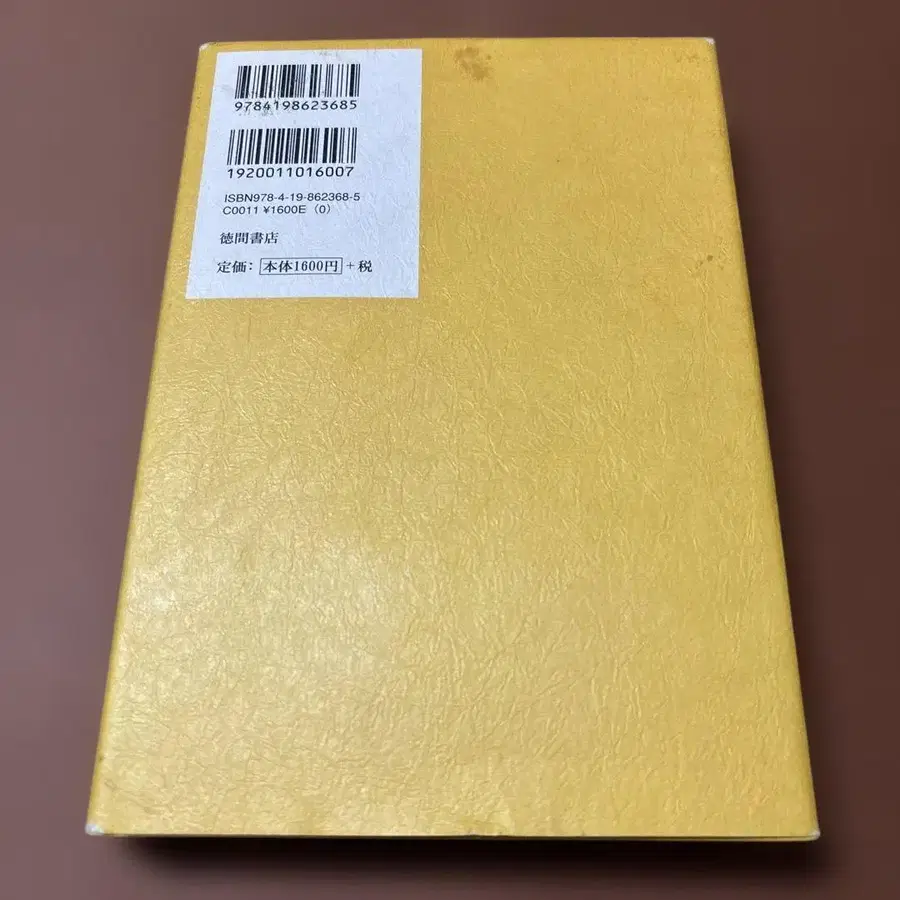 9784198623685
1920011016007
ISBN978-4-19-862368-5
C0011 ¥1600E (0)
徳間書店
定価: 本体1600円 + 税